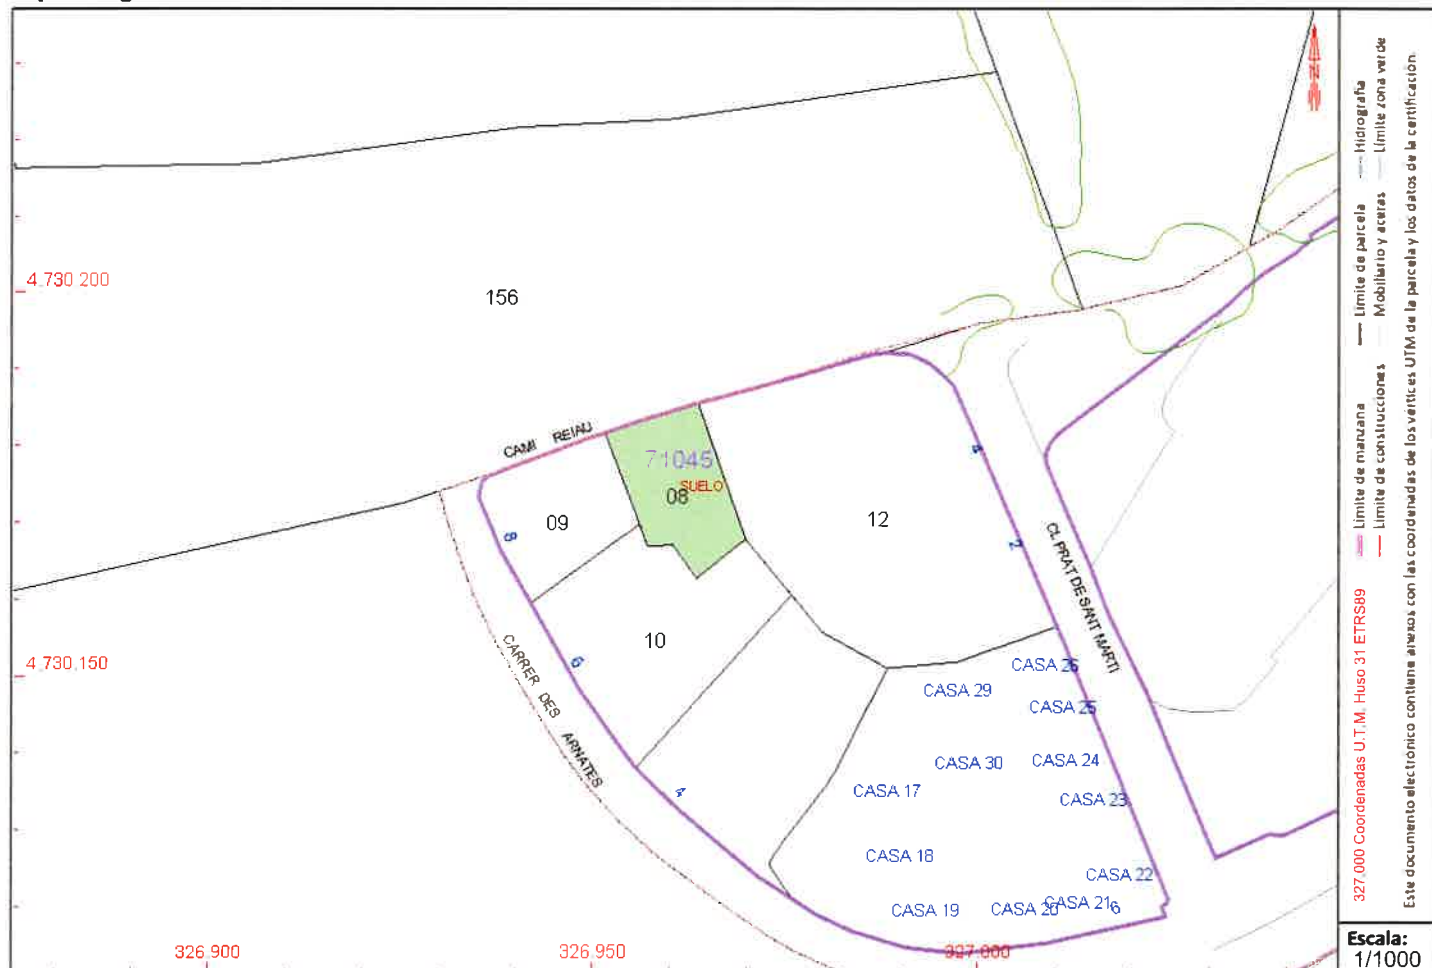 4.730.200
156
CAMI REIAU
71045
SUELO
08
09
12
4
8
2
CL PRAT DE SANT MARTI
10
CARRER DES ARNATES
6
4.730.150
CASA 26
CASA 29
CASA 25
CASA 30
CASA 24
CASA 17
4
CASA 23
CASA 18
CASA 22
CASA 19
CASA 20
CASA 21
6
326.900
326.950
327.000
327.000 Coordenadas U.T.M. Huso 31 ETRS89
Límite de manzana
Límite de parcela
Hidrografía
Límite de construcciones
Mobiliario y aceras
Límite zona verde
Este documento electrónico contiene anexos con las coordenadas de los vértices UTM de la parcela y los datos de la certificación.
Escala:
1/1000